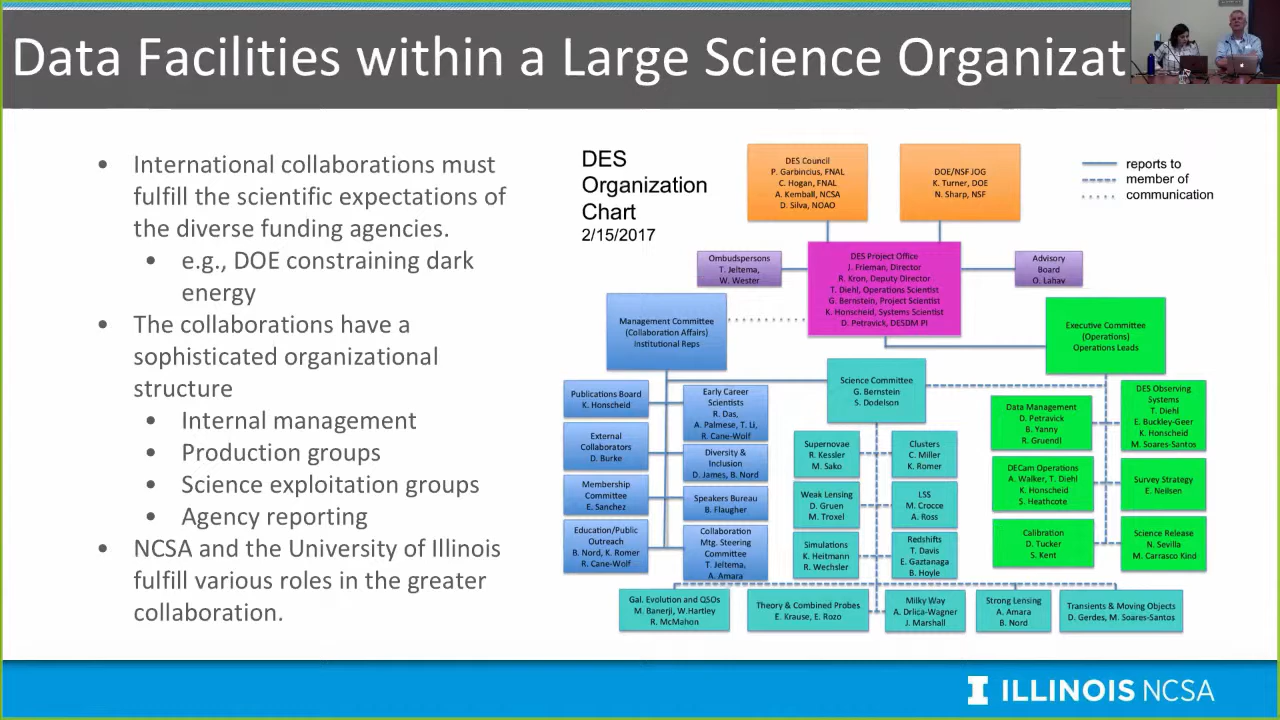 Data Facilities within a Large Science Organizat
• International collaborations must
fulfill the scientific expectations of
the diverse funding agencies.
• e.g., DOE constraining dark
energy
• The collaborations have a
sophisticated organizational
structure
• Internal management
• Production groups
• Science exploitation groups
• Agency reporting
• NCSA and the University of Illinois
fulfill various roles in the greater
collaboration.
DES
Organization
Chart
2/15/2017
DES Council
P. Garbincius, FNAL
C. Hogan, FNAL
A. Kemball, NCSA
D. Silva, NOAO
DOE/NSF JOG
K. Turner, DOE
N. Sharp, NSF
reports to
member of
communication
Ombudspersons
T. Jeltema,
W. Wester
DES Project Office
J. Frieman, Director
R. Kron, Deputy Director
T. Diehl, Operations Scientist
G. Bernstein, Project Scientist
K. Honscheid, Systems Scientist
D. Petravick, DESDM PI
Advisory
Board
O. Lahav
Management Committee
(Collaboration Affairs)
Institutional Reps
Executive Committee
(Operations)
Operations Leads
Science Committee
G. Bernstein
S. Dodelson
Publications Board
K. Honscheid
Early Career
Scientists
R. Das,
A. Palmese, T. Li,
R. Cane-Wolf
External
Collaborators
D. Burke
Diversity &
Inclusion
D. James, B. Nord
Membership
Committee
E. Sanchez
Speakers Bureau
B. Flaugher
Education/Public
Outreach
B. Nord, K. Romer
R. Cane-Wolf
Collaboration
Mtg. Steering
Committee
T. Jeltema,
A. Amara
Supernovae
R. Kessler
M. Sako
Clusters
C. Miller
K. Romer
Weak Lensing
D. Gruen
M. Troxel
LSS
M. Crocce
A. Ross
Simulations
K. Heitmann
R. Wechsler
Redshifts
T. Davis
E. Gaztanaga
B. Hoyle
Data Management
D. Petravick
B. Yanny
R. Gruendl
DES Observing
Systems
T. Diehl
E. Buckley-Geer
K. Honscheid
M. Soares-Santos
DECam Operations
A. Walker, T. Diehl
K. Honscheid
S. Heathcote
Survey Strategy
E. Neilsen
Calibration
D. Tucker
S. Kent
Science Release
N. Sevilla
M. Carrasco Kind
Gal. Evolution and QSOs
M. Banerji, W.Hartley
R. McMahon
Theory & Combined Probes
E. Krause, E. Rozo
Milky Way
A. Drlica-Wagner
J. Marshall
Strong Lensing
A. Amara
B. Nord
Transients & Moving Objects
D. Gerdes, M. Soares-Santos
I ILLINOIS NCSA